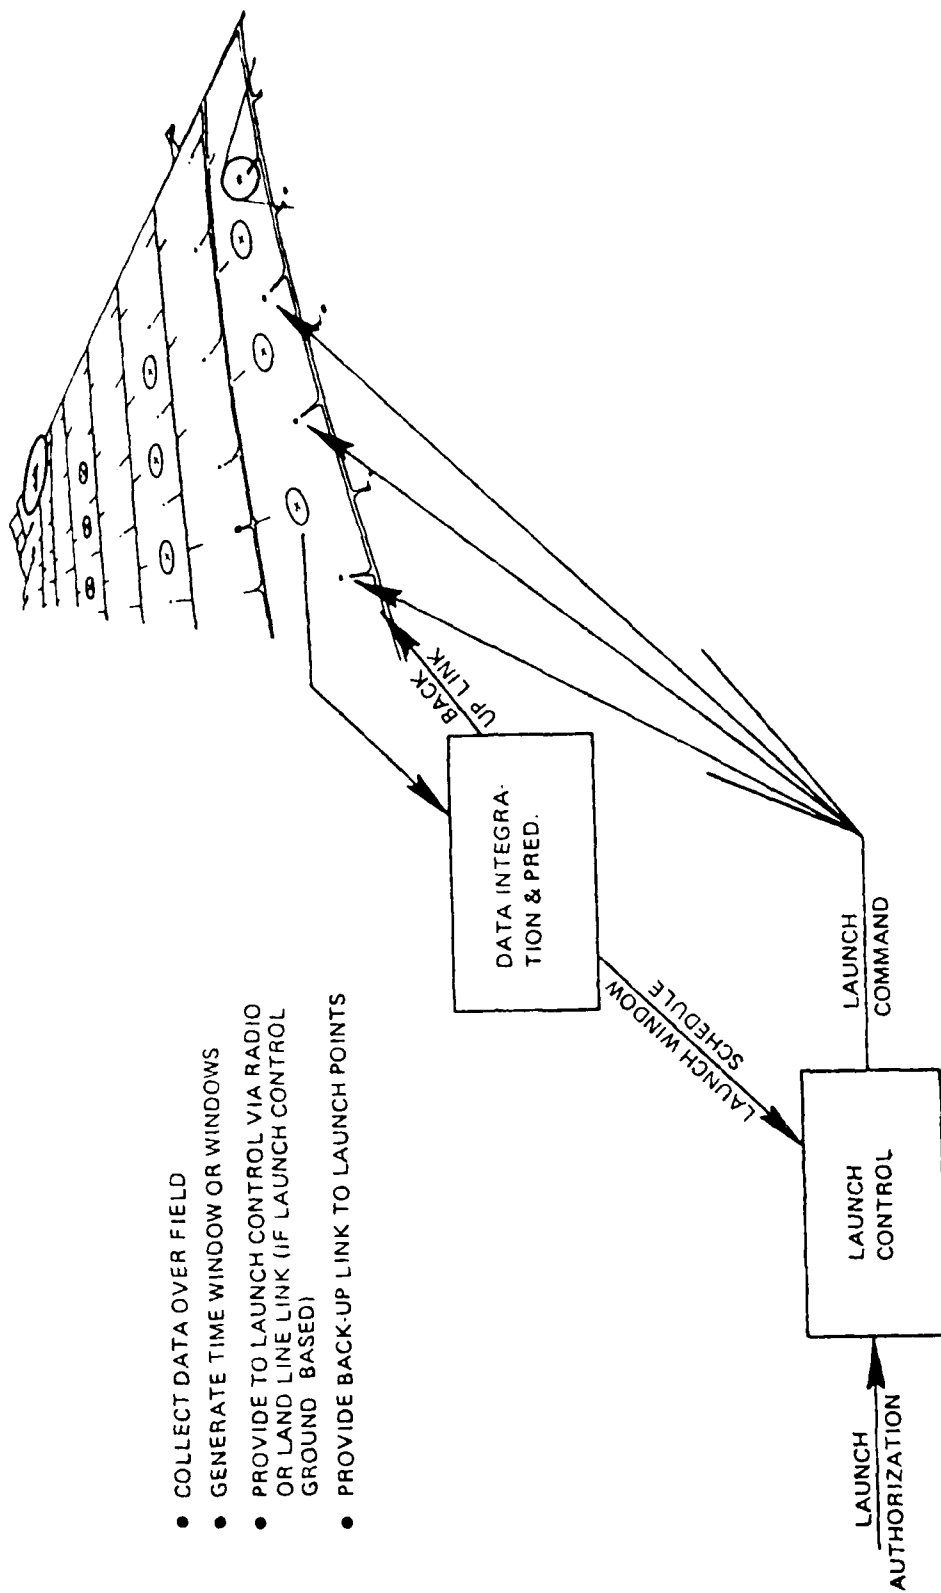 ● COLLECT DATA OVER FIELD
● GENERATE TIME WINDOW OR WINDOWS
● PROVIDE TO LAUNCH CONTROL VIA RADIO
OR LAND LINE LINK (IF LAUNCH CONTROL
GROUND BASED)
● PROVIDE BACK-UP LINK TO LAUNCH POINTS
BACK
UP LINK
DATA INTEGRA-
TION & PRED.
LAUNCH WINDOW
SCHEDULE
LAUNCH
AUTHORIZATION
LAUNCH
CONTROL
LAUNCH
COMMAND